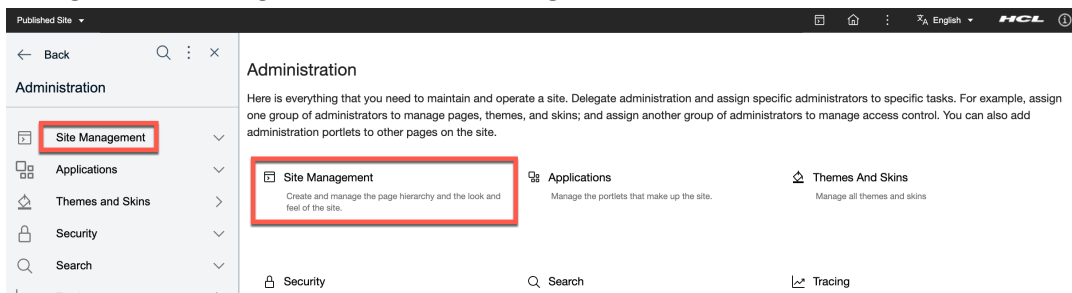 Published Site
English
HCL
Back
Administration
Site Management
Applications
Themes and Skins
Security
Search
Administration
Here is everything that you need to maintain and operate a site. Delegate administration and assign specific administrators to specific tasks. For example, assign
one group of administrators to manage pages, themes, and skins; and assign another group of administrators to manage access control. You can also add
administration portlets to other pages on the site.
Site Management
Create and manage the page hierarchy and the look and
feel of the site.
Applications
Manage the portlets that make up the site.
Themes And Skins
Manage all themes and skins
Security
Search
Tracing